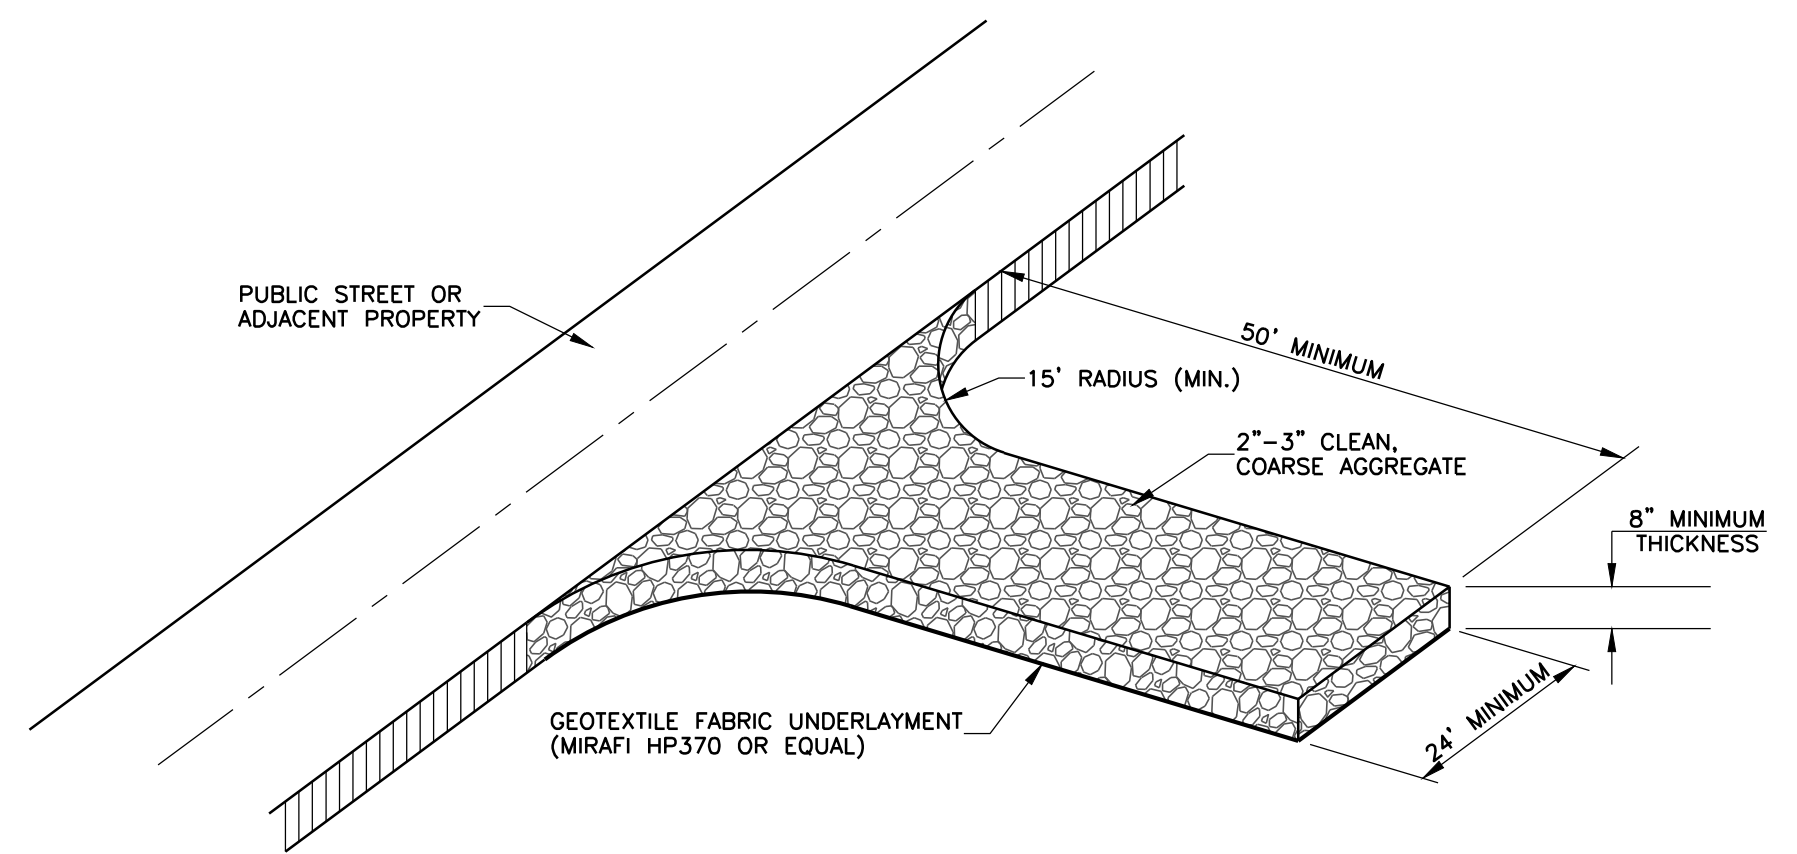 PUBLIC STREET OR
ADJACENT PROPERTY
50' MINIMUM
15' RADIUS (MIN.)
2"-3" CLEAN,
COARSE AGGREGATE
8" MINIMUM
THICKNESS
24' MINIMUM
GEOTEXTILE FABRIC UNDERLAYMENT
(MIRAFI HP370 OR EQUAL)